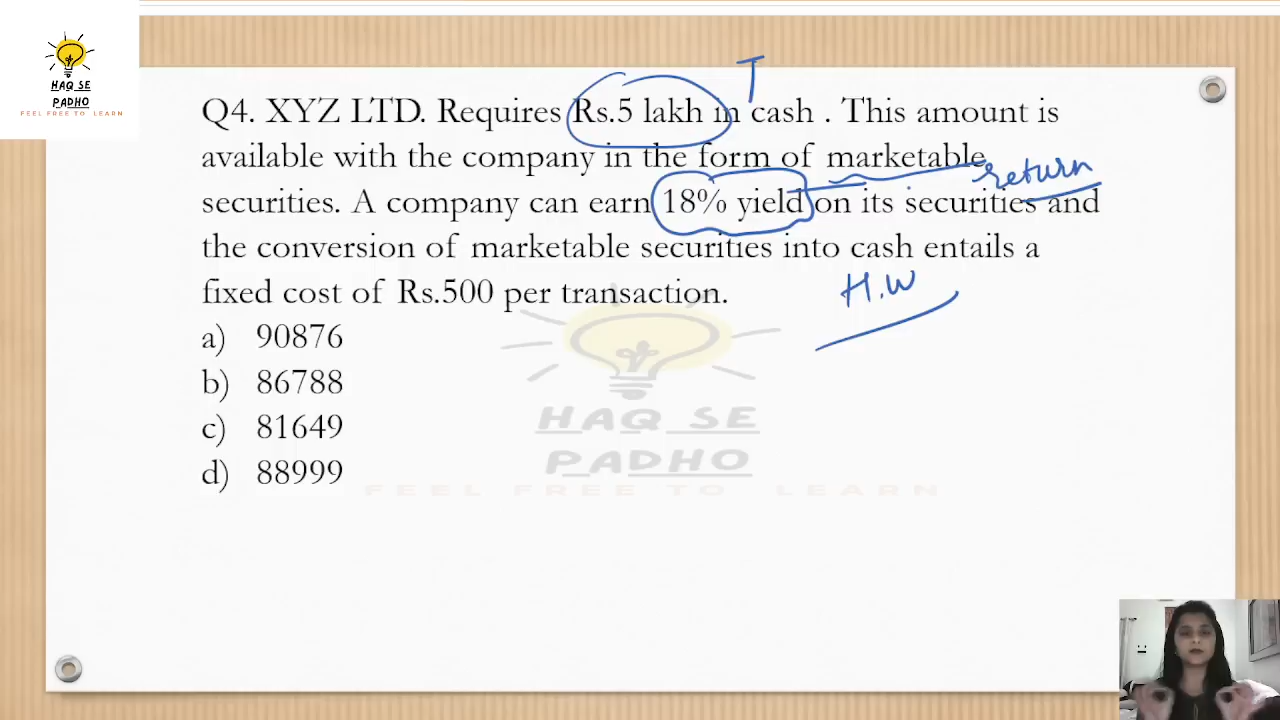 HAQ SE
PADHO
FEEL FREE TO LEARN
T
Q4. XYZ LTD. Requires Rs.5 lakh in cash . This amount is
available with the company in the form of marketable
return
securities. A company can earn 18% yield on its securities and
the conversion of marketable securities into cash entails a
fixed cost of Rs.500 per transaction.
H.W
a) 90876
b) 86788
c) 81649
d) 88999
HAQ SE
PADHO
FEEL FREE TO LEARN